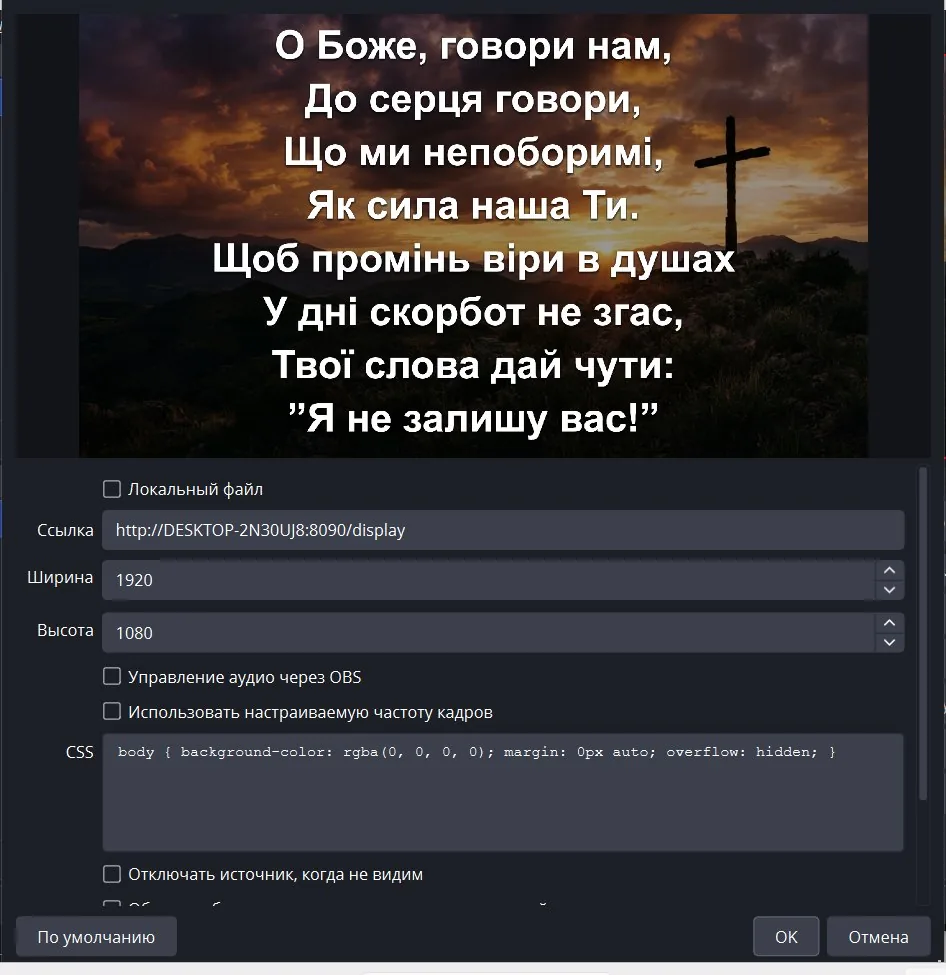 О Боже, говори нам,
До серця говори,
Що ми непоборимі,
Як сила наша Ти.
Щоб промінь віри в душах
У дні скорбот не згас,
Твої слова дай чути:
”Я не залишу вас!”
Локальный файл
Ссылка http://DESKTOP-2N30UJ8:8090/display
Ширина 1920
Высота 1080
Управление аудио через OBS
Использовать настраиваемую частоту кадров
CSS body { background-color: rgba(0, 0, 0, 0); margin: 0px auto; overflow: hidden; }
Отключать источник, когда не видим
По умолчанию OK Отмена